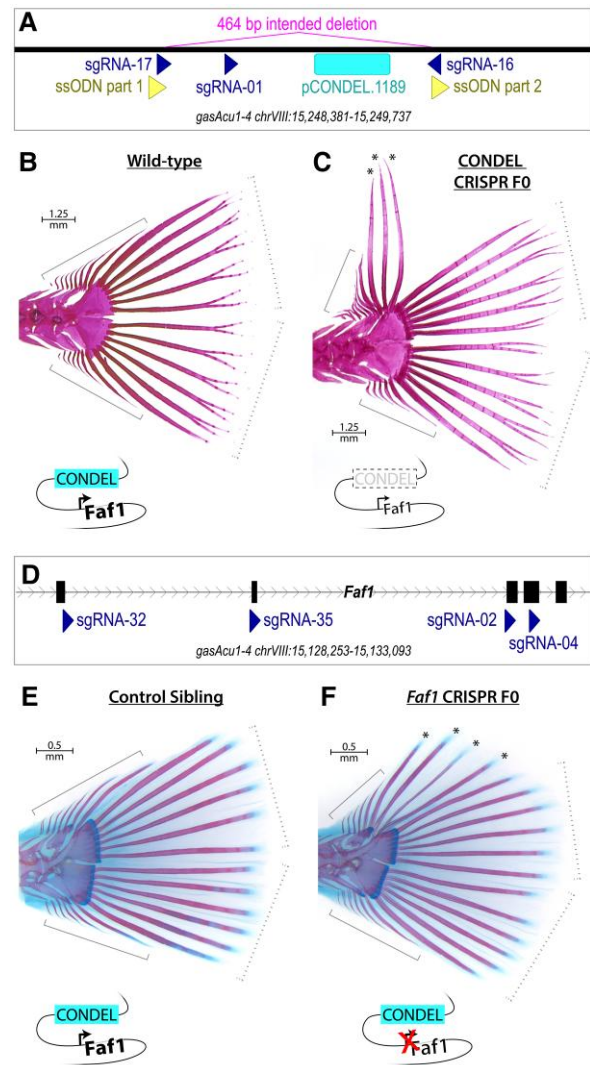 A
464 bp intended deletion
sgRNA-17
sgRNA-01
sgRNA-16
ssODN part 1
pCONDEL.1189
ssODN part 2
gasAcu1-4 chrVIII:15,248,381-15,249,737
B
Wild-type
1.25
mm
CONDEL
Faf1
C
CONDEL
CRISPR F0
* * *
1.25
mm
CONDEL
Faf1
D
Faf1
sgRNA-32
sgRNA-35
sgRNA-02
sgRNA-04
gasAcu1-4 chrVIII:15,128,253-15,133,093
E
Control Sibling
0.5
mm
CONDEL
Faf1
F
Faf1 CRISPR F0
* * * *
0.5
mm
CONDEL
X
Faf1